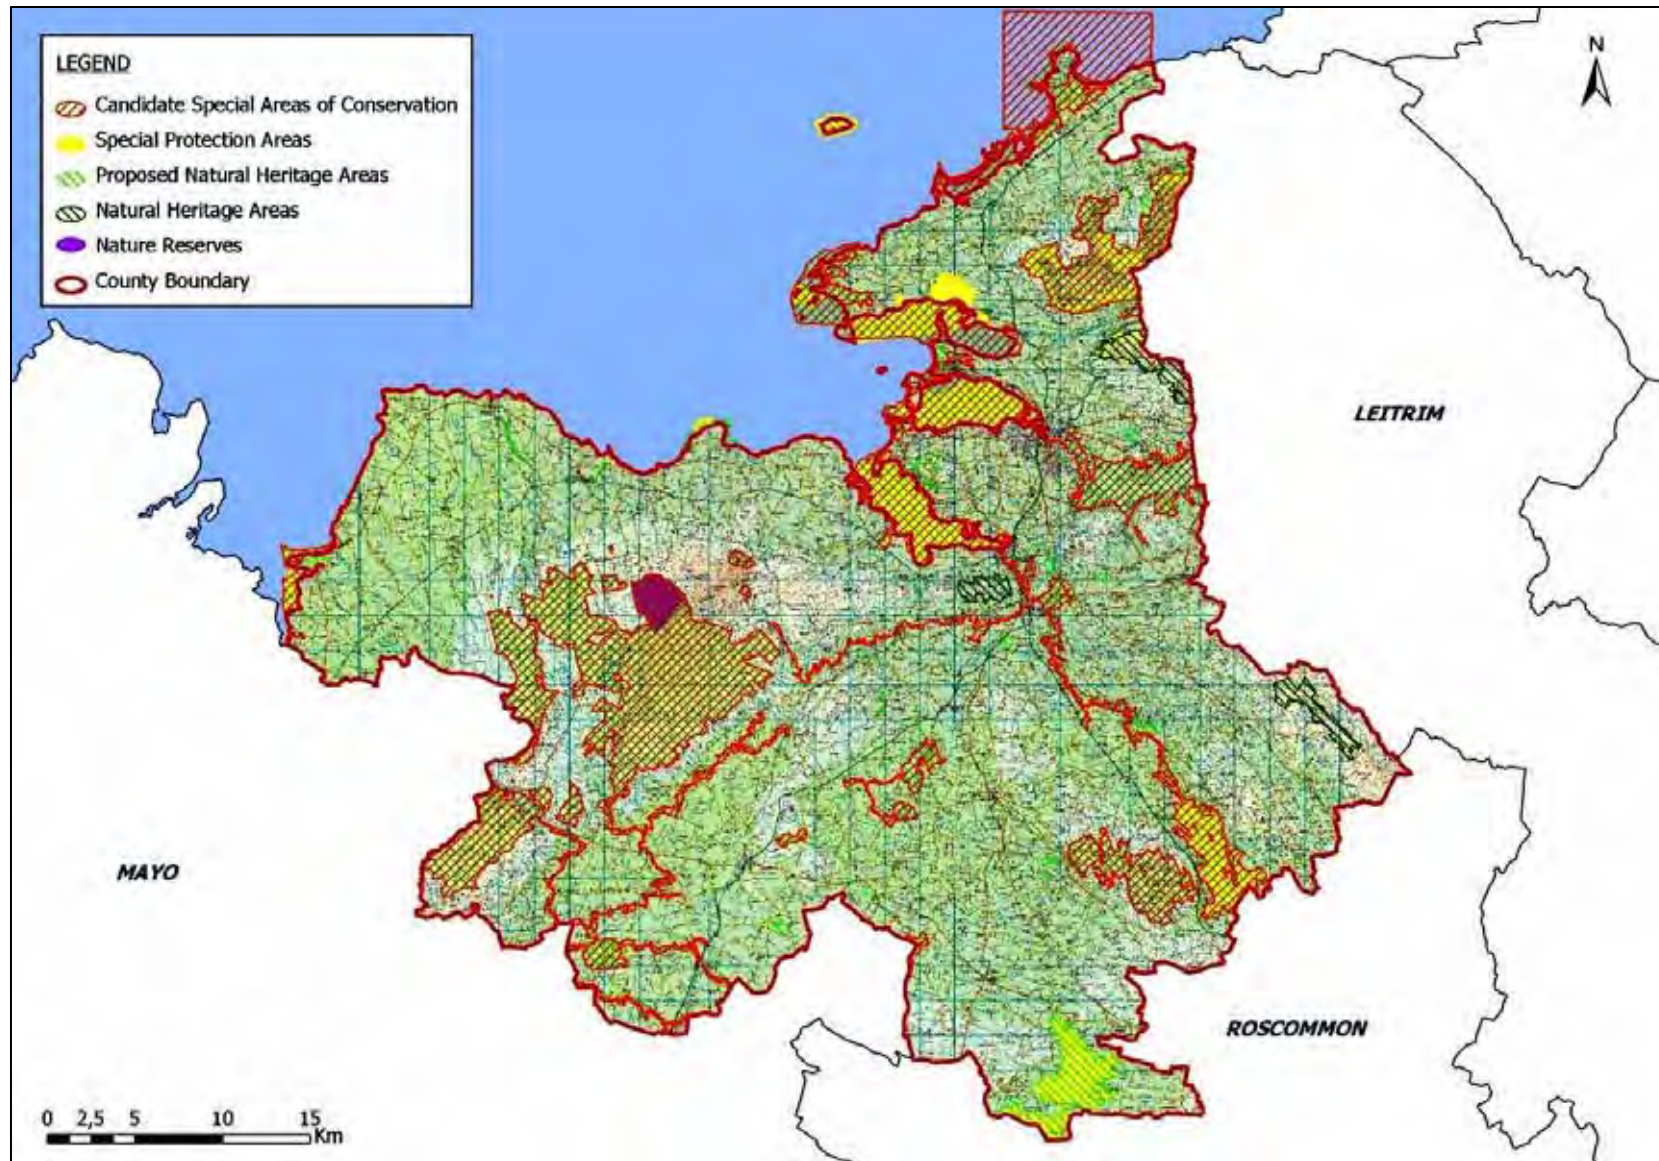 LEGEND
Candidate Special Areas of Conservation
Special Protection Areas
Proposed Natural Heritage Areas
Natural Heritage Areas
Nature Reserves
County Boundary
N
LEITRIM
MAYO
ROSCOMMON
0 2,5 5 10 15
Km